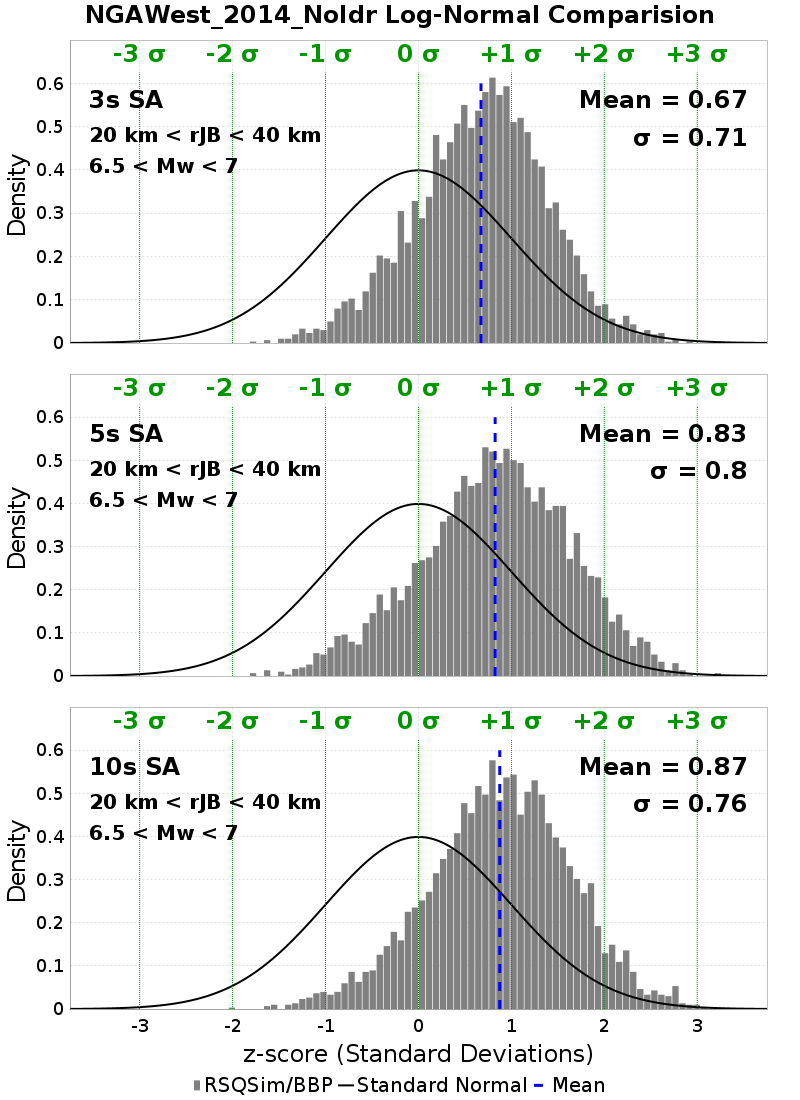 NGAWest_2014_NoIdr Log-Normal Comparision
-3 σ -2 σ -1 σ 0 σ +1 σ +2 σ +3 σ
3s SA
20 km < rJB < 40 km
6.5 < Mw < 7
Mean = 0.67
σ = 0.71
Density
0.6
0.5
0.4
0.3
0.2
0.1
0
-3 σ -2 σ -1 σ 0 σ +1 σ +2 σ +3 σ
5s SA
20 km < rJB < 40 km
6.5 < Mw < 7
Mean = 0.83
σ = 0.8
Density
0.6
0.5
0.4
0.3
0.2
0.1
0
-3 σ -2 σ -1 σ 0 σ +1 σ +2 σ +3 σ
10s SA
20 km < rJB < 40 km
6.5 < Mw < 7
Mean = 0.87
σ = 0.76
Density
0.6
0.5
0.4
0.3
0.2
0.1
0
-3 -2 -1 0 1 2 3
z-score (Standard Deviations)
RSQSim/BBP Standard Normal Mean